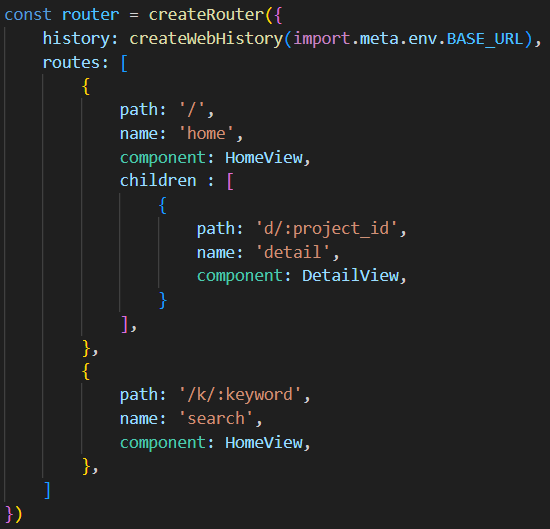 const router = createRouter({
    history: createWebHistory(import.meta.env.BASE_URL),
    routes: [
        {
            path: '/',
            name: 'home',
            component: HomeView,
            children : [
                {
                    path: 'd/:project_id',
                    name: 'detail',
                    component: DetailView,
                }
            ],
        },
        {
            path: '/k/:keyword',
            name: 'search',
            component: HomeView,
        },
    ]
})